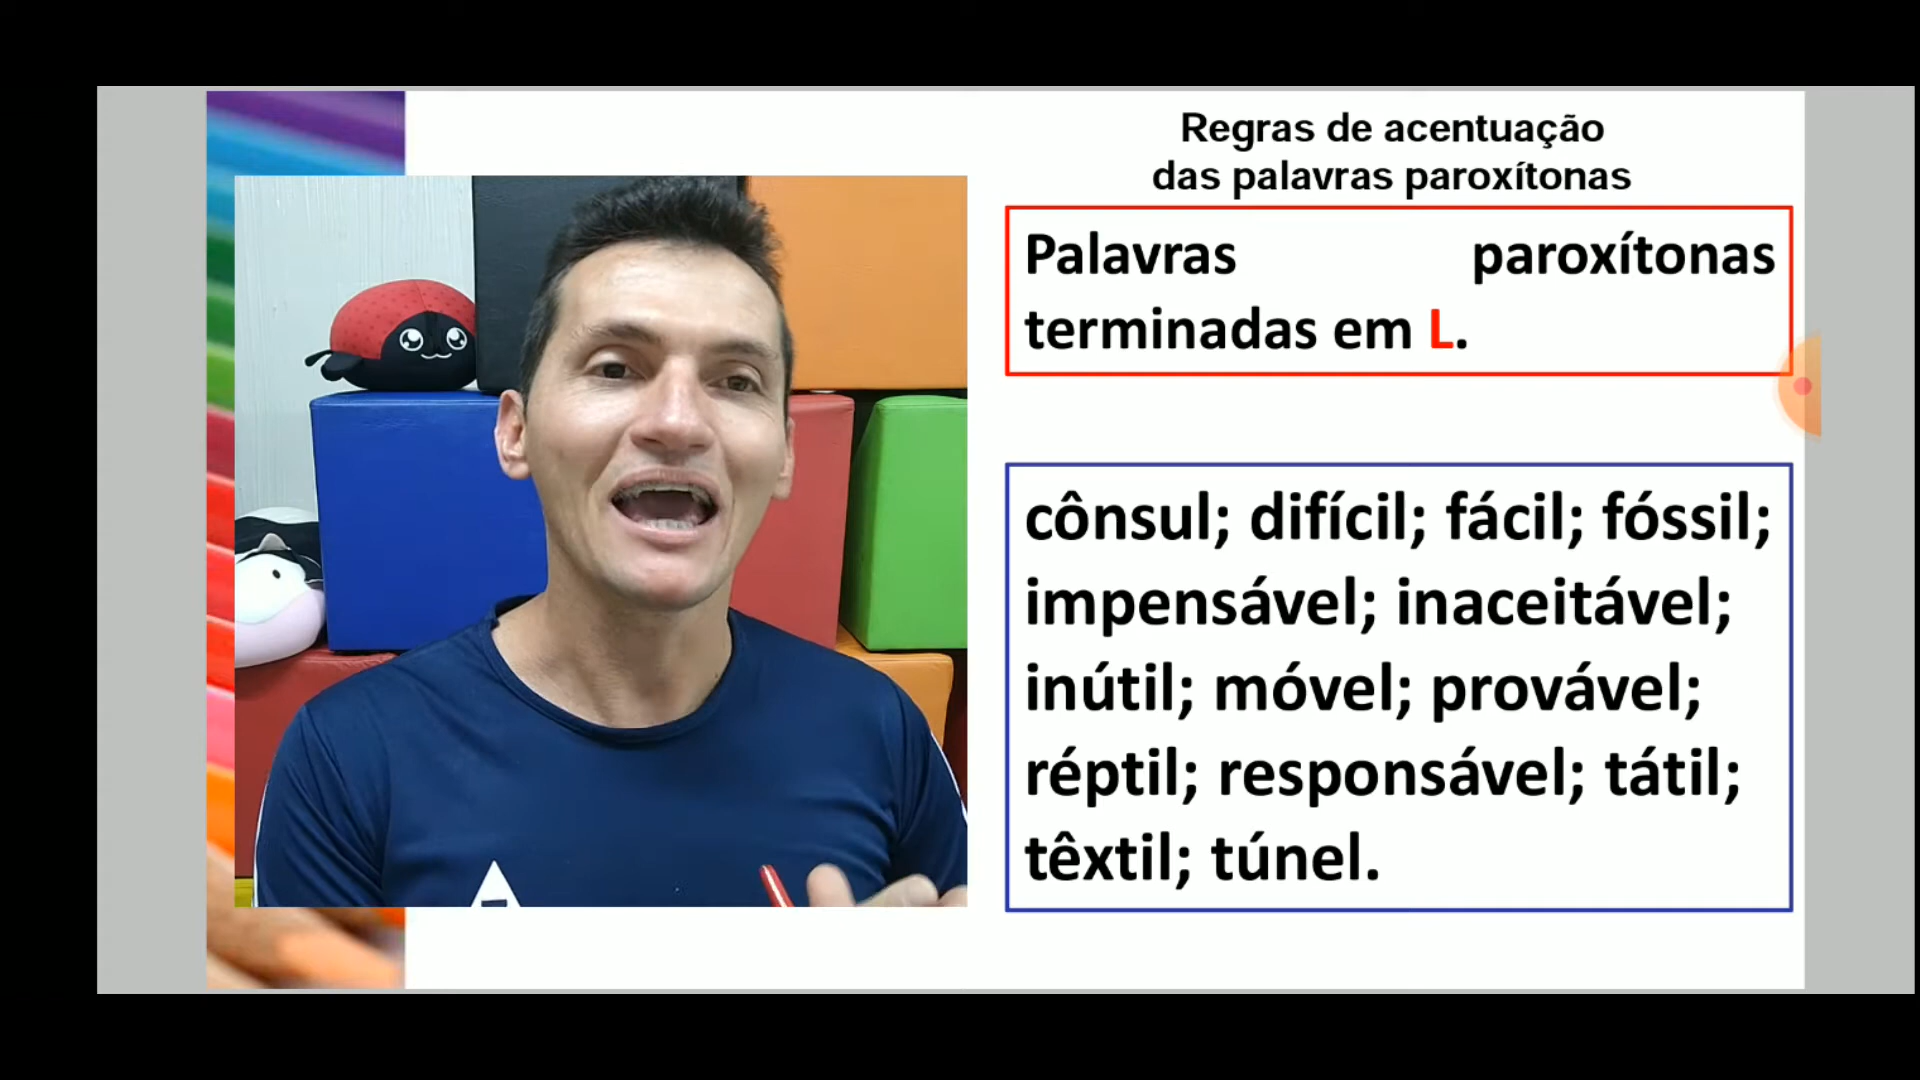 Regras de acentuação
das palavras paroxítonas
Palavras paroxítonas
terminadas em L.
cônsul; difícil; fácil; fóssil;
impensável; inaceitável;
inútil; móvel; provável;
réptil; responsável; tátil;
têxtil; túnel.